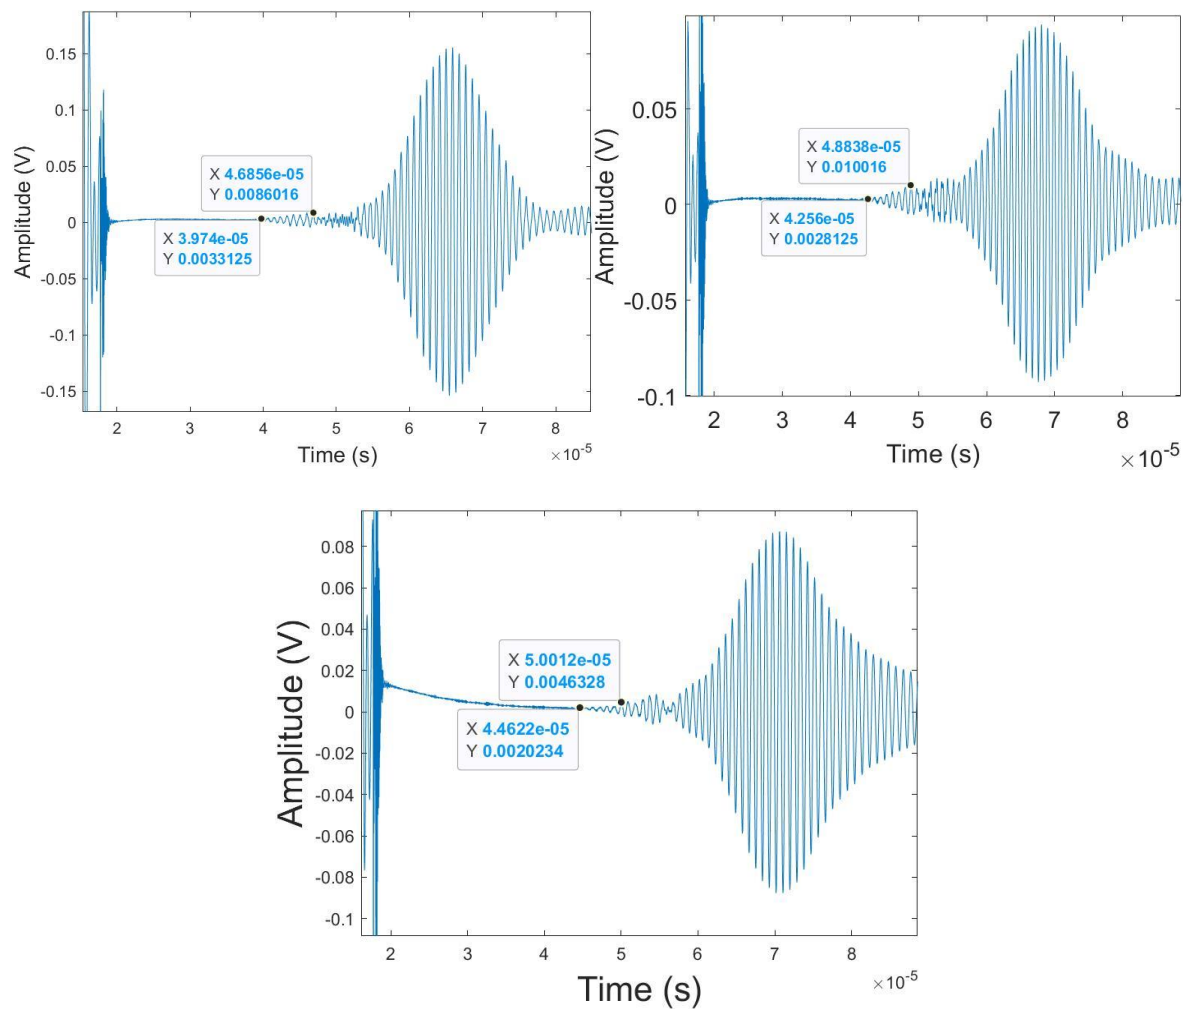 0.15
0.1
0.05
0
-0.05
-0.1
-0.15
Amplitude (V)
X 4.6856e-05
Y 0.0086016
X 3.974e-05
Y 0.0033125
2 3 4 5 6 7 8
Time (s)
×10-5
0.05
0
-0.05
-0.1
Amplitude (V)
X 4.8838e-05
Y 0.010016
X 4.256e-05
Y 0.0028125
2 3 4 5 6 7 8
Time (s)
×10-5
0.08
0.06
0.04
0.02
0
-0.02
-0.04
-0.06
-0.08
-0.1
Amplitude (V)
X 5.0012e-05
Y 0.0046328
X 4.4622e-05
Y 0.0020234
2 3 4 5 6 7 8
Time (s)
×10-5